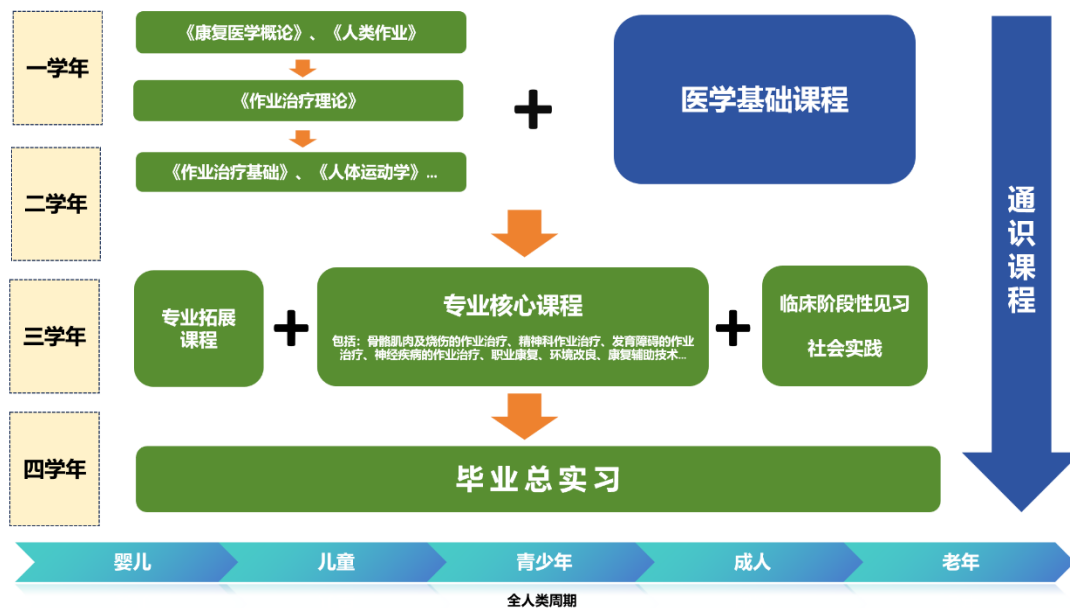 一学年
《康复医学概论》、《人类作业》
《作业治疗理论》
《作业治疗基础》、《人体运动学》...
+
医学基础课程
二学年
通识课程
三学年
专业拓展
课程
+
专业核心课程
包括：骨骼肌肉及烧伤的作业治疗、精神科作业治疗、发育障碍的作业
治疗、神经疾病的作业治疗、职业康复、环境改良、康复辅助技术...
+
临床阶段性见习
社会实践
四学年
毕业总实习
婴儿
儿童
青少年
成人
老年
全人类周期